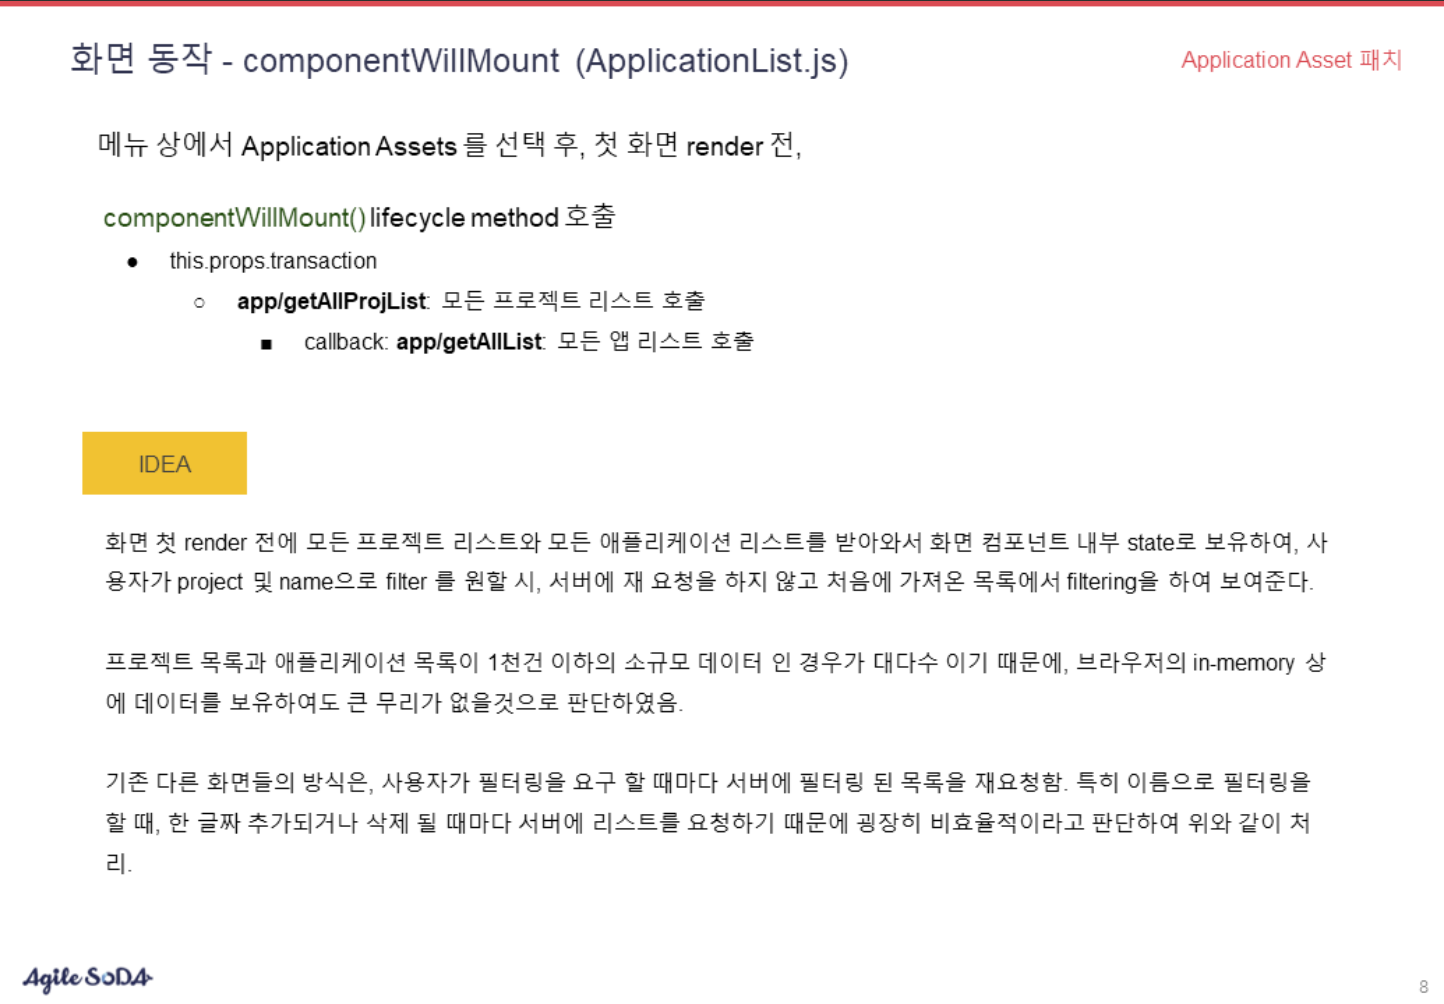 화면 동작 - componentWillMount (ApplicationList.js)
Application Asset 패치
메뉴 상에서 Application Assets 를 선택 후, 첫 화면 render 전,
componentWillMount() lifecycle method 호출
● this.props.transaction
○ app/getAllProjList: 모든 프로젝트 리스트 호출
■ callback: app/getAllList: 모든 앱 리스트 호출
IDEA
화면 첫 render 전에 모든 프로젝트 리스트와 모든 애플리케이션 리스트를 받아와서 화면 컴포넌트 내부 state로 보유하여, 사
용자가 project 및 name으로 filter 를 원할 시, 서버에 재 요청을 하지 않고 처음에 가져온 목록에서 filtering을 하여 보여준다.
프로젝트 목록과 애플리케이션 목록이 1천건 이하의 소규모 데이터 인 경우가 대다수 이기 때문에, 브라우저의 in-memory 상
에 데이터를 보유하여도 큰 무리가 없을것으로 판단하였음.
기존 다른 화면들의 방식은, 사용자가 필터링을 요구 할 때마다 서버에 필터링 된 목록을 재요청함. 특히 이름으로 필터링을
할 때, 한 글짜 추가되거나 삭제 될 때마다 서버에 리스트를 요청하기 때문에 굉장히 비효율적이라고 판단하여 위와 같이 처
리.
Agile SoDA
8